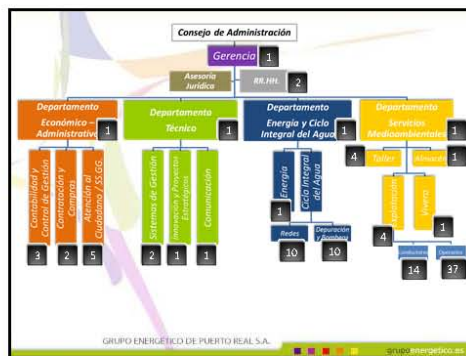 Consejo de Administración
Gerencia
1
Asesoría
Jurídica
RR.HH.
2
Departamento
Económico –
Administrativo
1
Departamento
Técnico
1
Departamento
Energía y Ciclo
Integral del Agua
1
Departamento
Servicios
Medioambientales
1
Contabilidad y
Control de Gestión
3
Contratación y
Compras
2
Atención al
Ciudadano / SS.GG.
5
Sistemas de Gestión
2
Innovación y Proyectos
Estratégicos
1
Comunicación
1
Energía
1
Ciclo Integral
del Agua
Redes
10
Depuración
y Bombeos
10
4
Taller
Almacén
1
Explotación
4
Vivero
1
Conductores
14
Operarios
37
GRUPO ENERGÉTICO DE PUERTO REAL S.A.
grupoenergetico.es